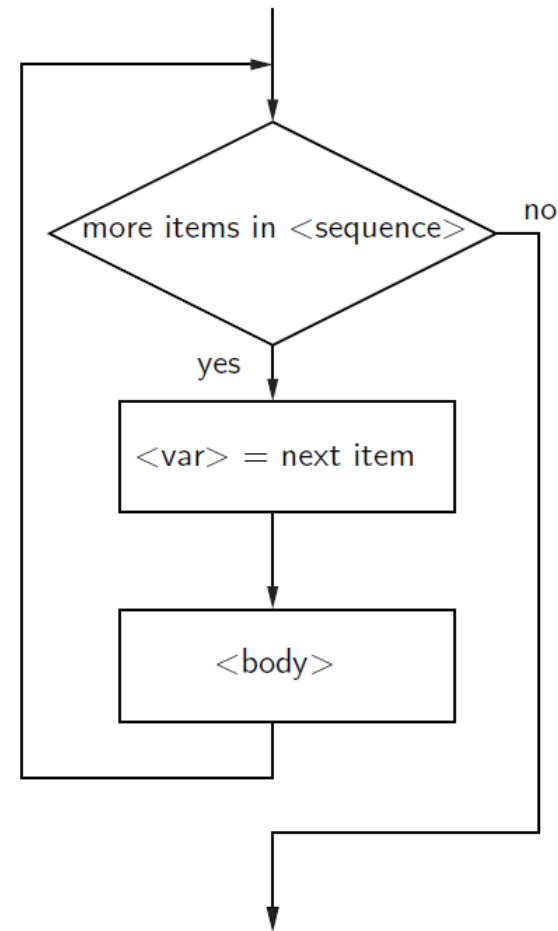 no
more items in <sequence>
yes
<var> = next item
<body>